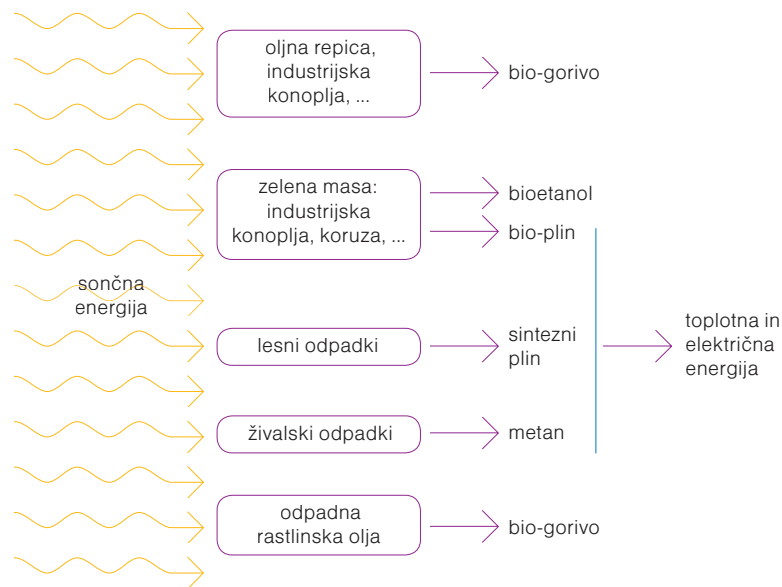 oljna repica,
industrijska
konoplja, ...
bio-gorivo
zelena masa:
industrijska
konoplja, koruza, ...
bioetanol
bio-plin
sončna
energija
lesni odpadki
sintezni
plin
toplotna in
električna
energija
živalski odpadki
metan
odpadna
rastlinska olja
bio-gorivo